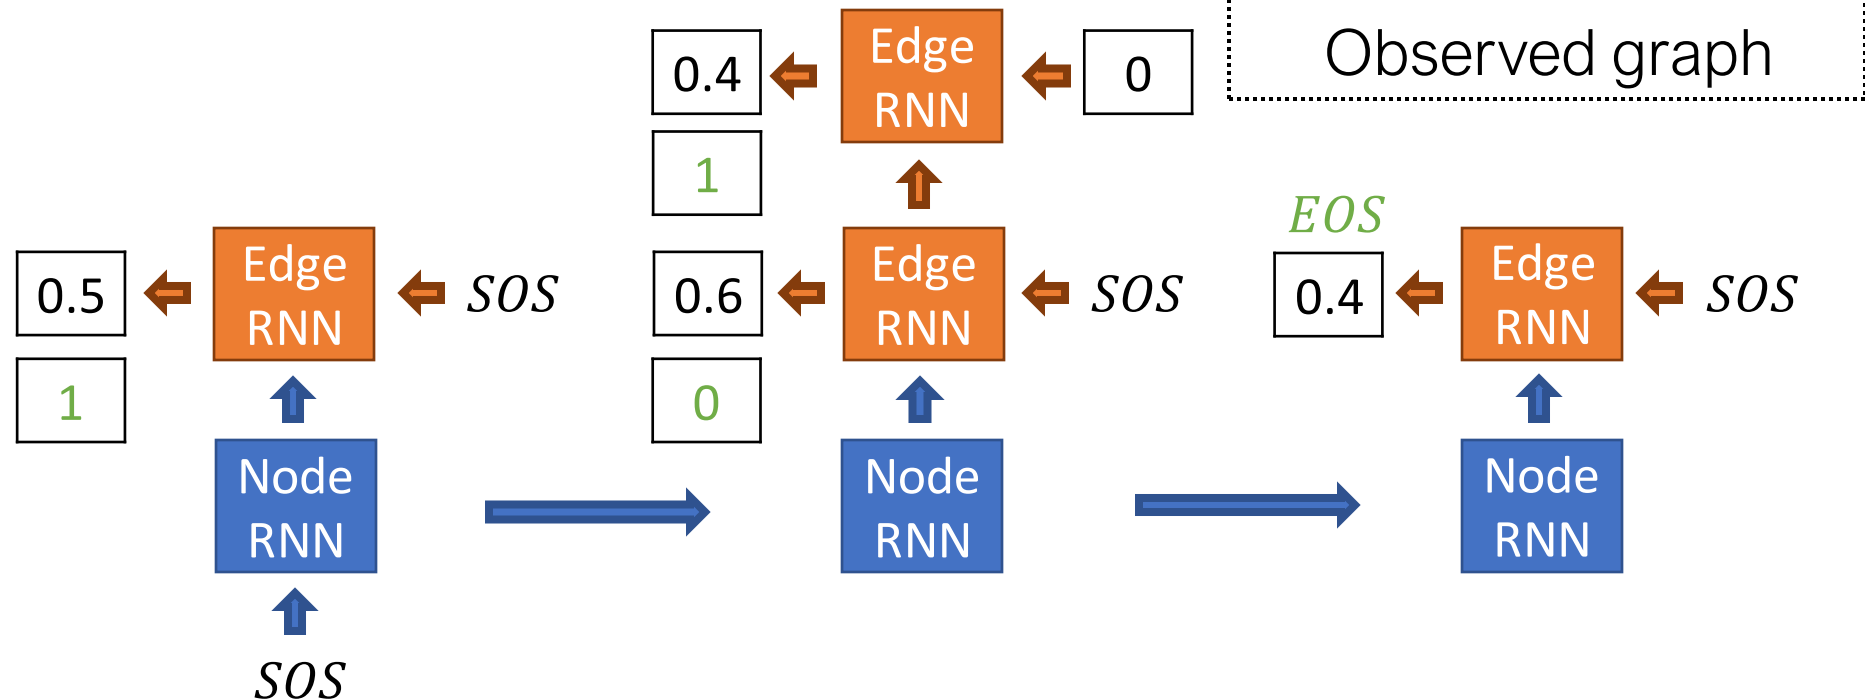 Observed graph
0.4
Edge
RNN
0
1
EOS
0.5
Edge
RNN
SOS
0.6
Edge
RNN
SOS
0.4
Edge
RNN
SOS
1
0
Node
RNN
Node
RNN
Node
RNN
SOS